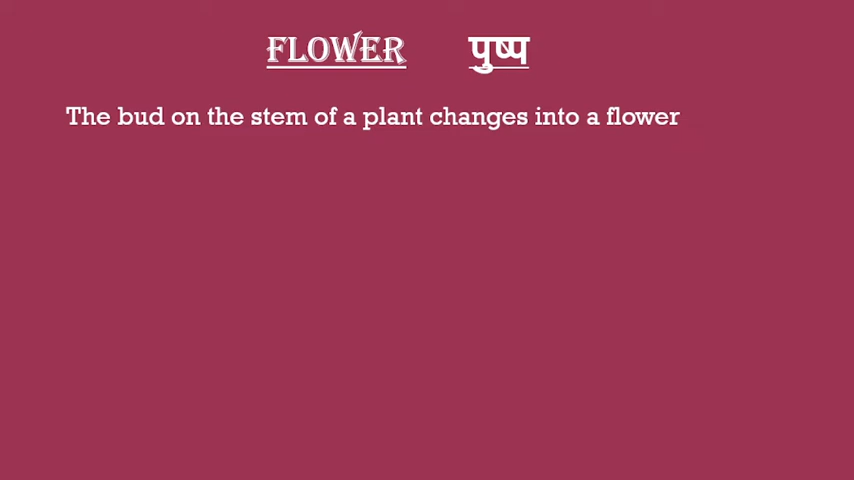 FLOWER पुष्प
The bud on the stem of a plant changes into a flower